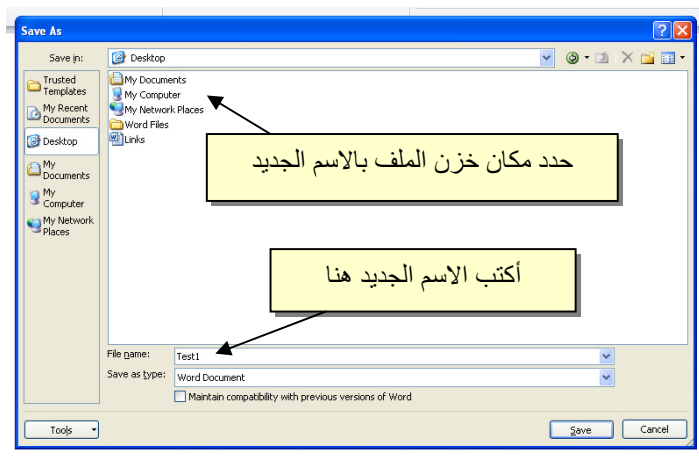 Save As
Save in:
Desktop
Trusted
Templates
My Recent
Documents
Desktop
My
Documents
My
Computer
My Network
Places
My Documents
My Computer
My Network Places
Word Files
Links
حدد مكان خزن الملف بالاسم الجديد
أكتب الاسم الجديد هنا
File name:
Test1
Save as type:
Word Document
Maintain compatibility with previous versions of Word
Tools
Save
Cancel